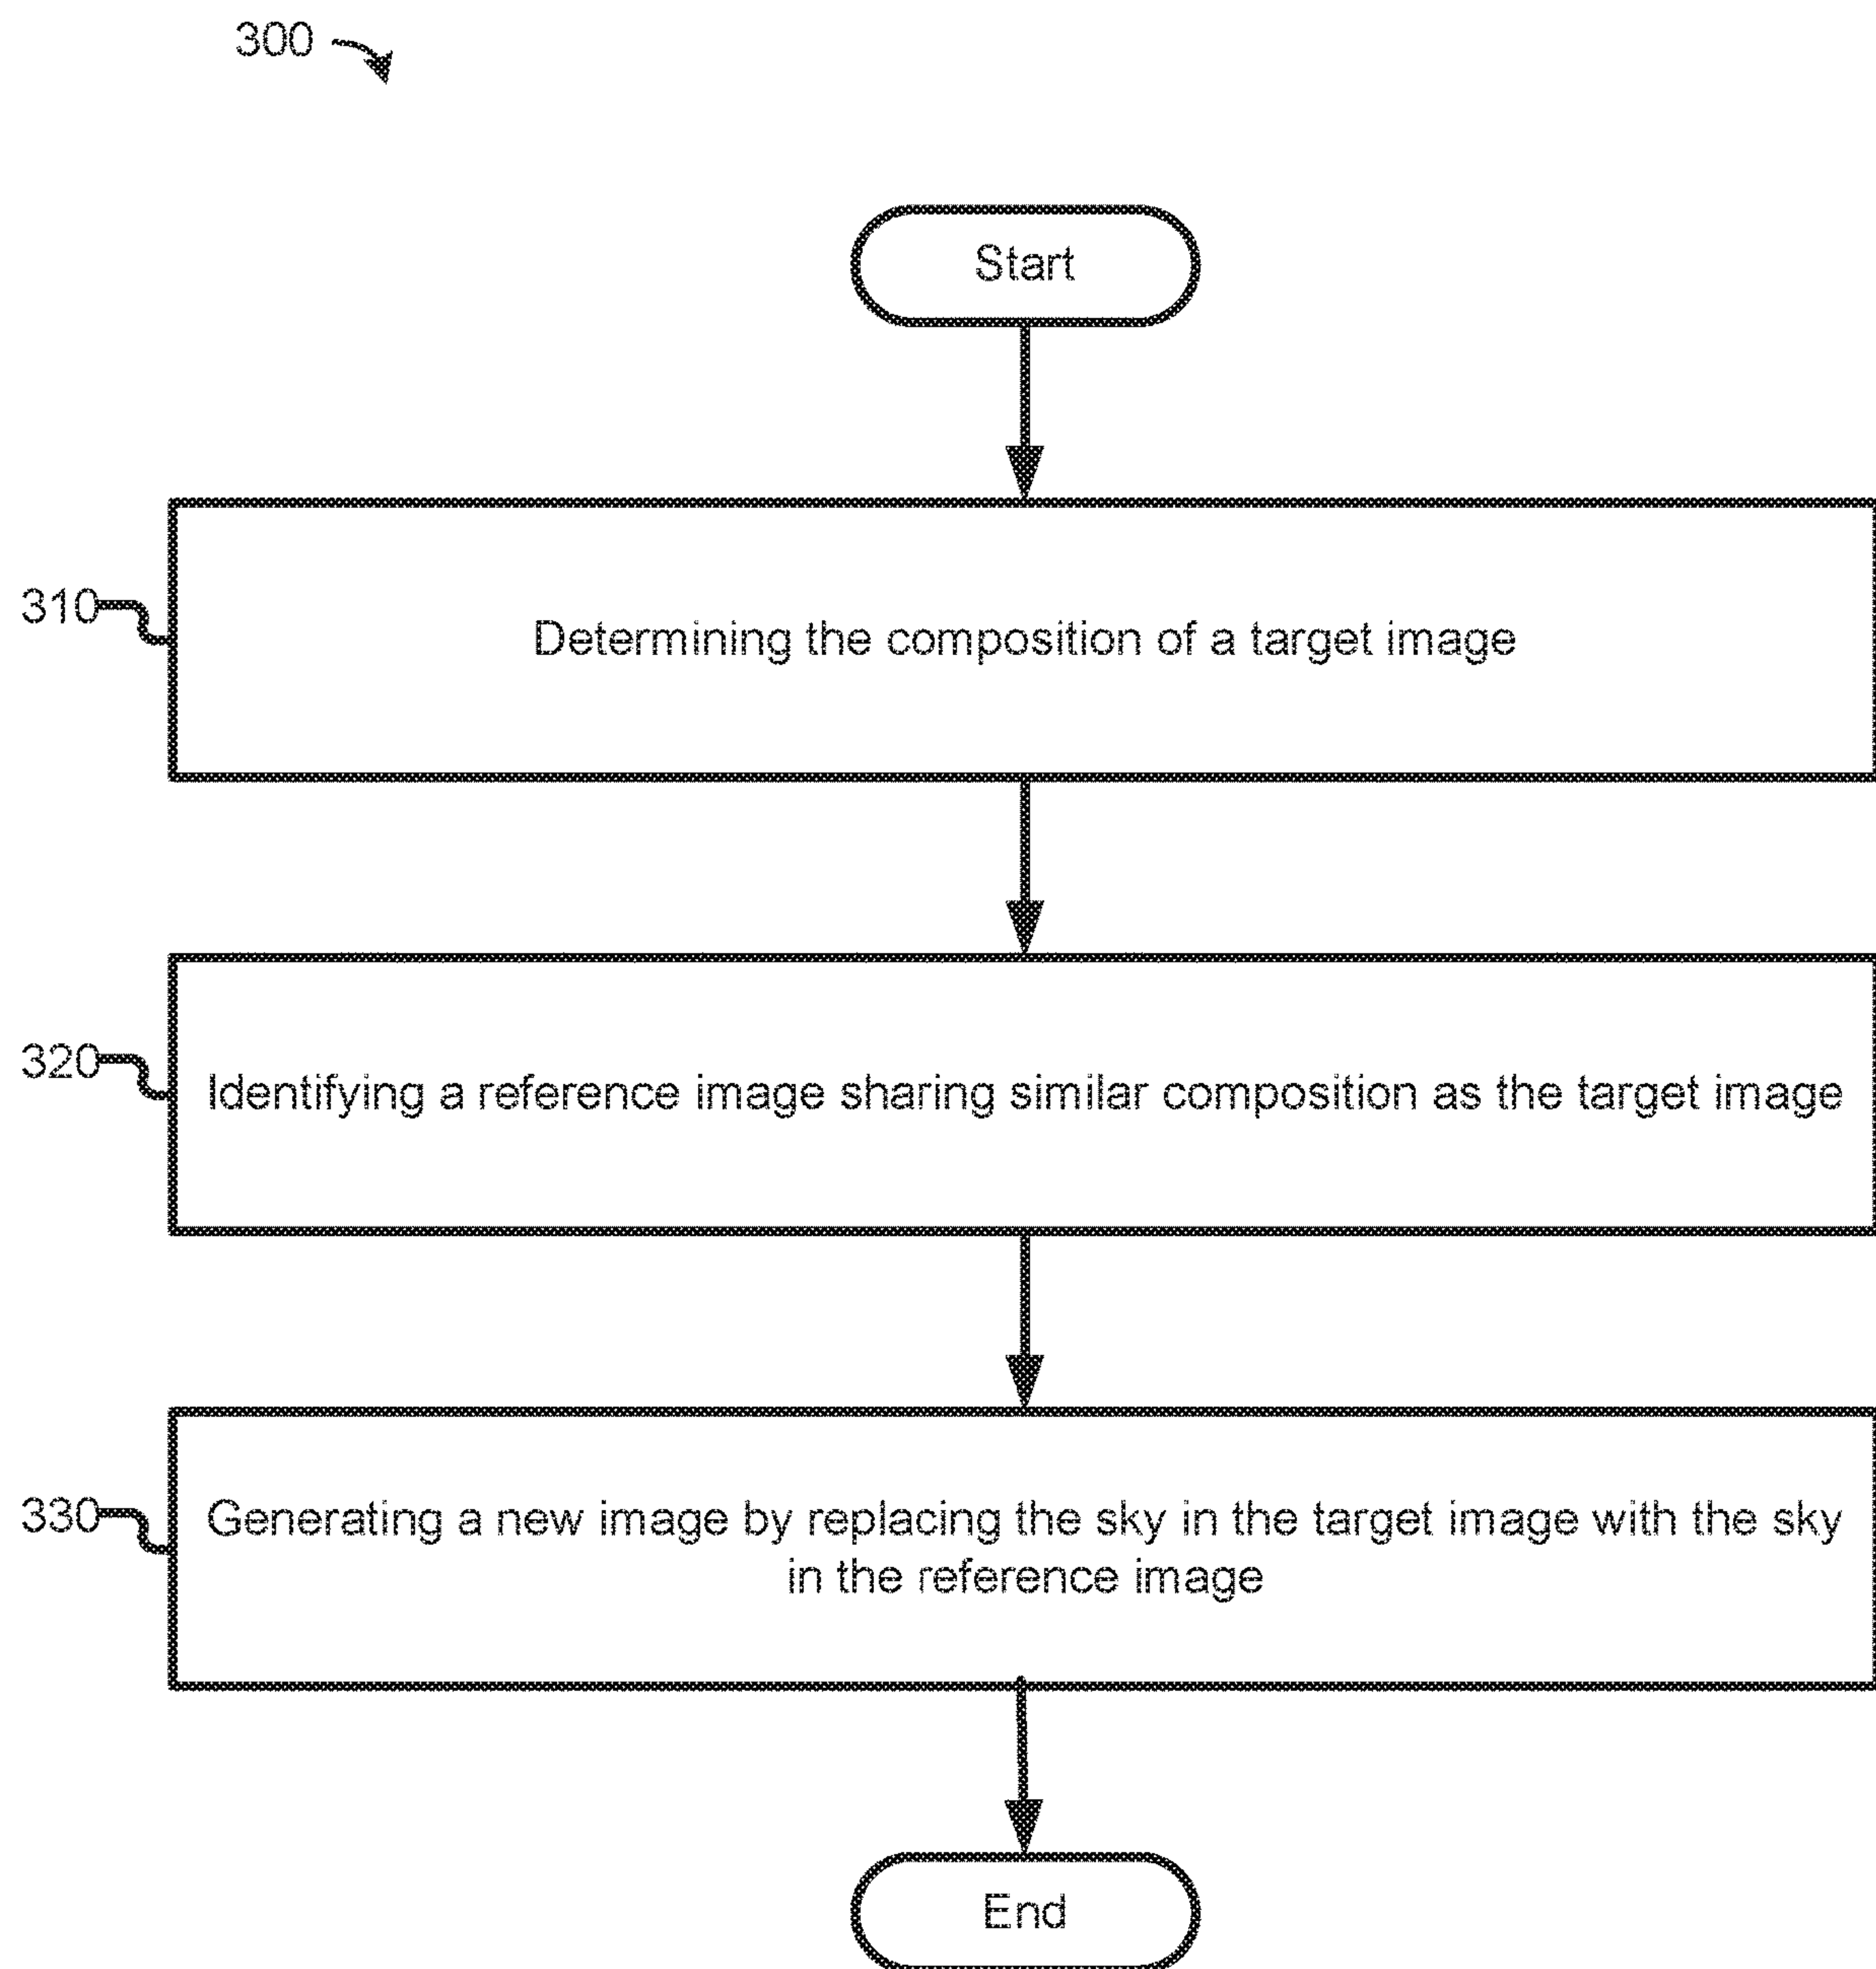 300
Start
310
Determining the composition of a target image
320
Identifying a reference image sharing similar composition as the target image
330
Generating a new image by replacing the sky in the target image with the sky
in the reference image
End